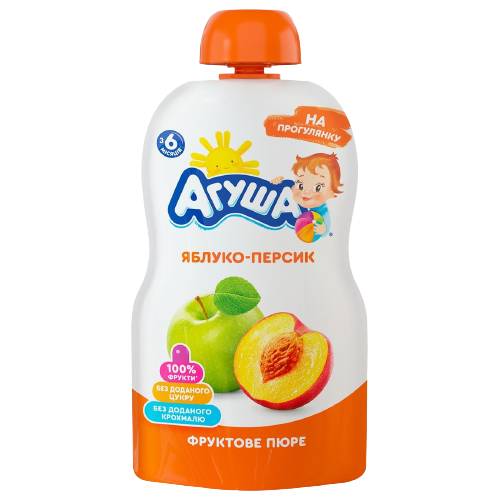 НА
ПРОГУЛЯНКУ
з 6
МІСЯЦІВ
Агуша
®
ЯБЛУКО-ПЕРСИК
100%
ФРУКТИ*
БЕЗ ДОДАНОГО
ЦУКРУ
БЕЗ ДОДАНОГО
КРОХМАЛЮ
ФРУКТОВЕ ПЮРЕ